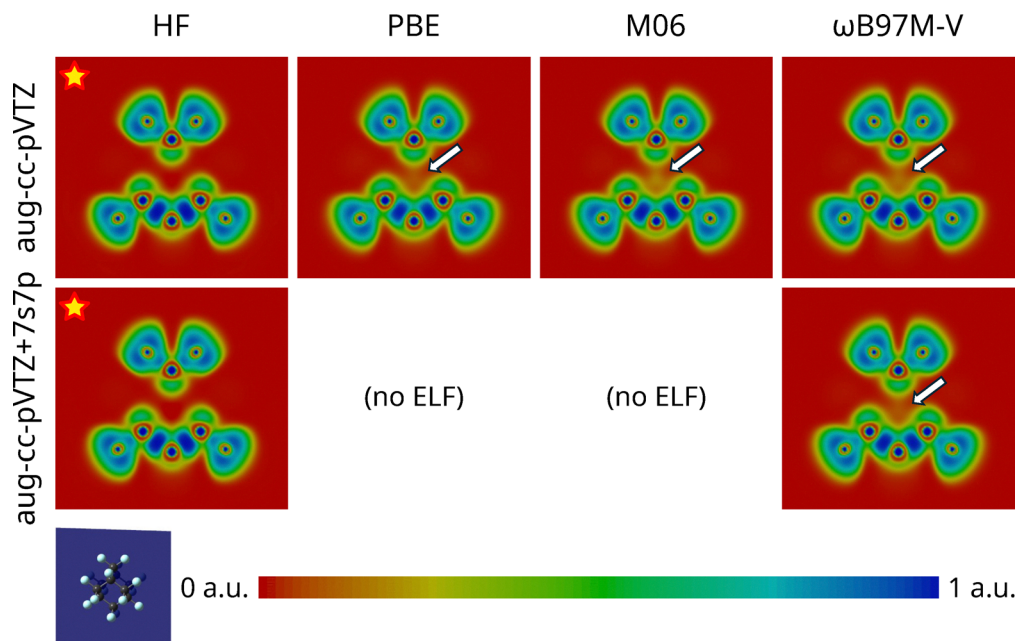 HF PBE M06 ωB97M-V
aug-cc-pVTZ
aug-cc-pVTZ+7s7p
(no ELF) (no ELF)
0 a.u. 1 a.u.